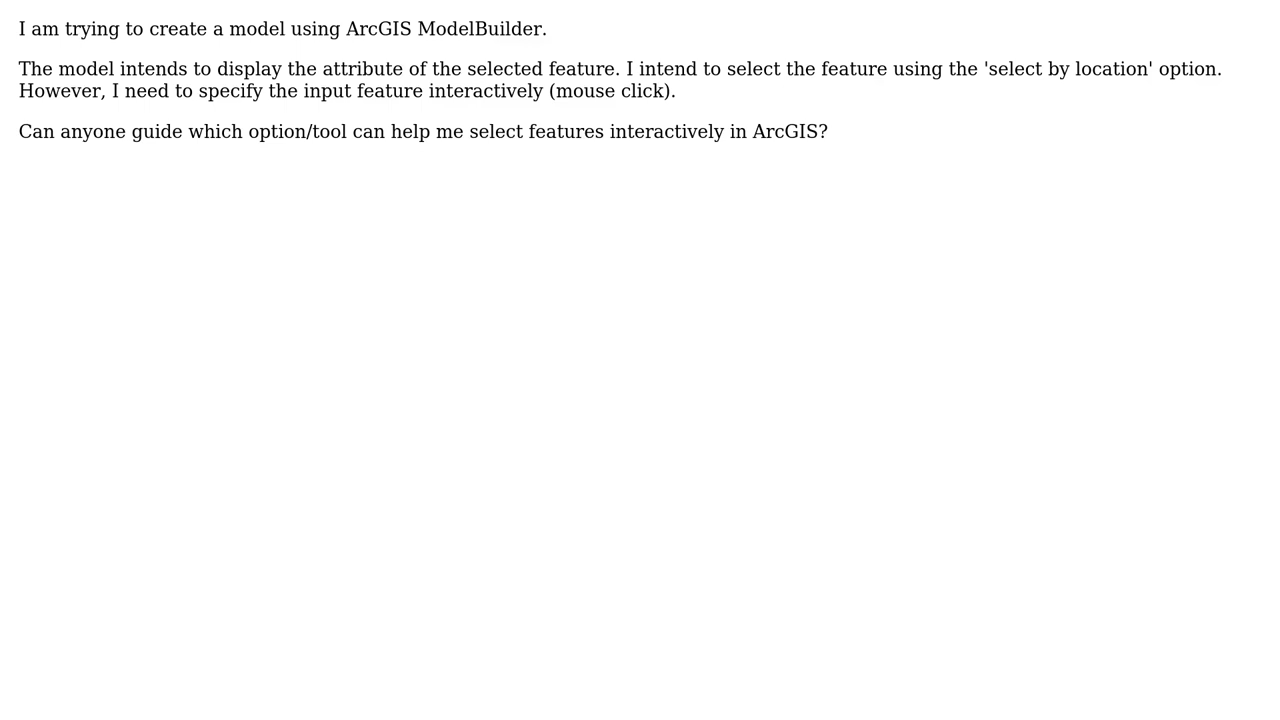 I am trying to create a model using ArcGIS ModelBuilder.
The model intends to display the attribute of the selected feature. I intend to select the feature using the 'select by location' option.
However, I need to specify the input feature interactively (mouse click).
Can anyone guide which option/tool can help me select features interactively in ArcGIS?